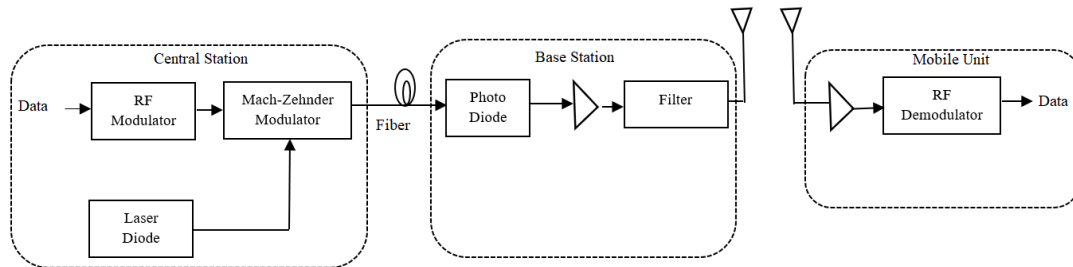 Central Station
Base Station
Mobile Unit
Data
RF
Modulator
Mach-Zehnder
Modulator
Fiber
Photo
Diode
Filter
RF
Demodulator
Data
Laser
Diode